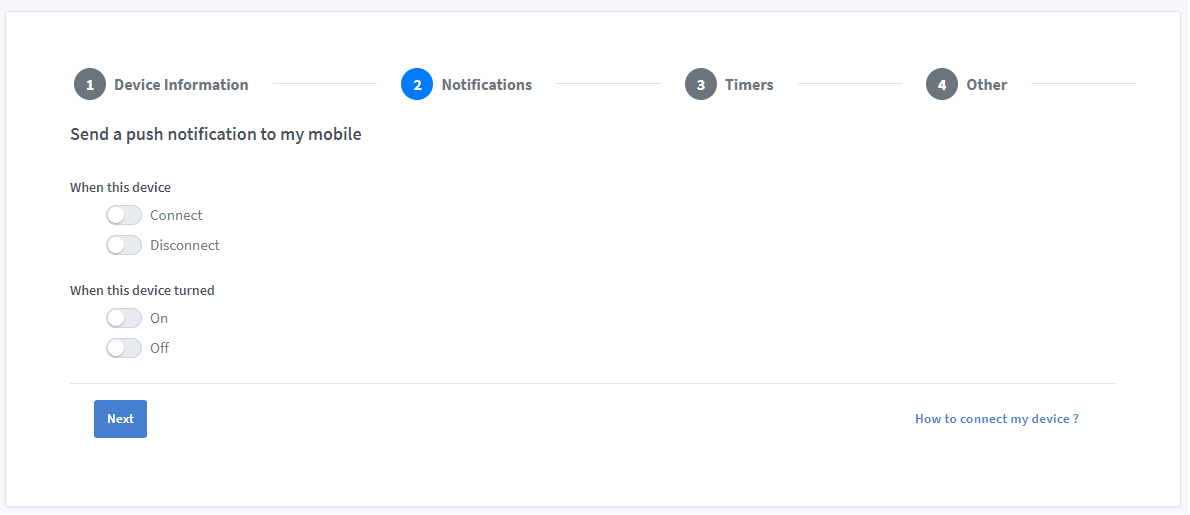 1 Device Information 2 Notifications 3 Timers 4 Other
Send a push notification to my mobile
When this device
Connect
Disconnect
When this device turned
On
Off
Next How to connect my device ?